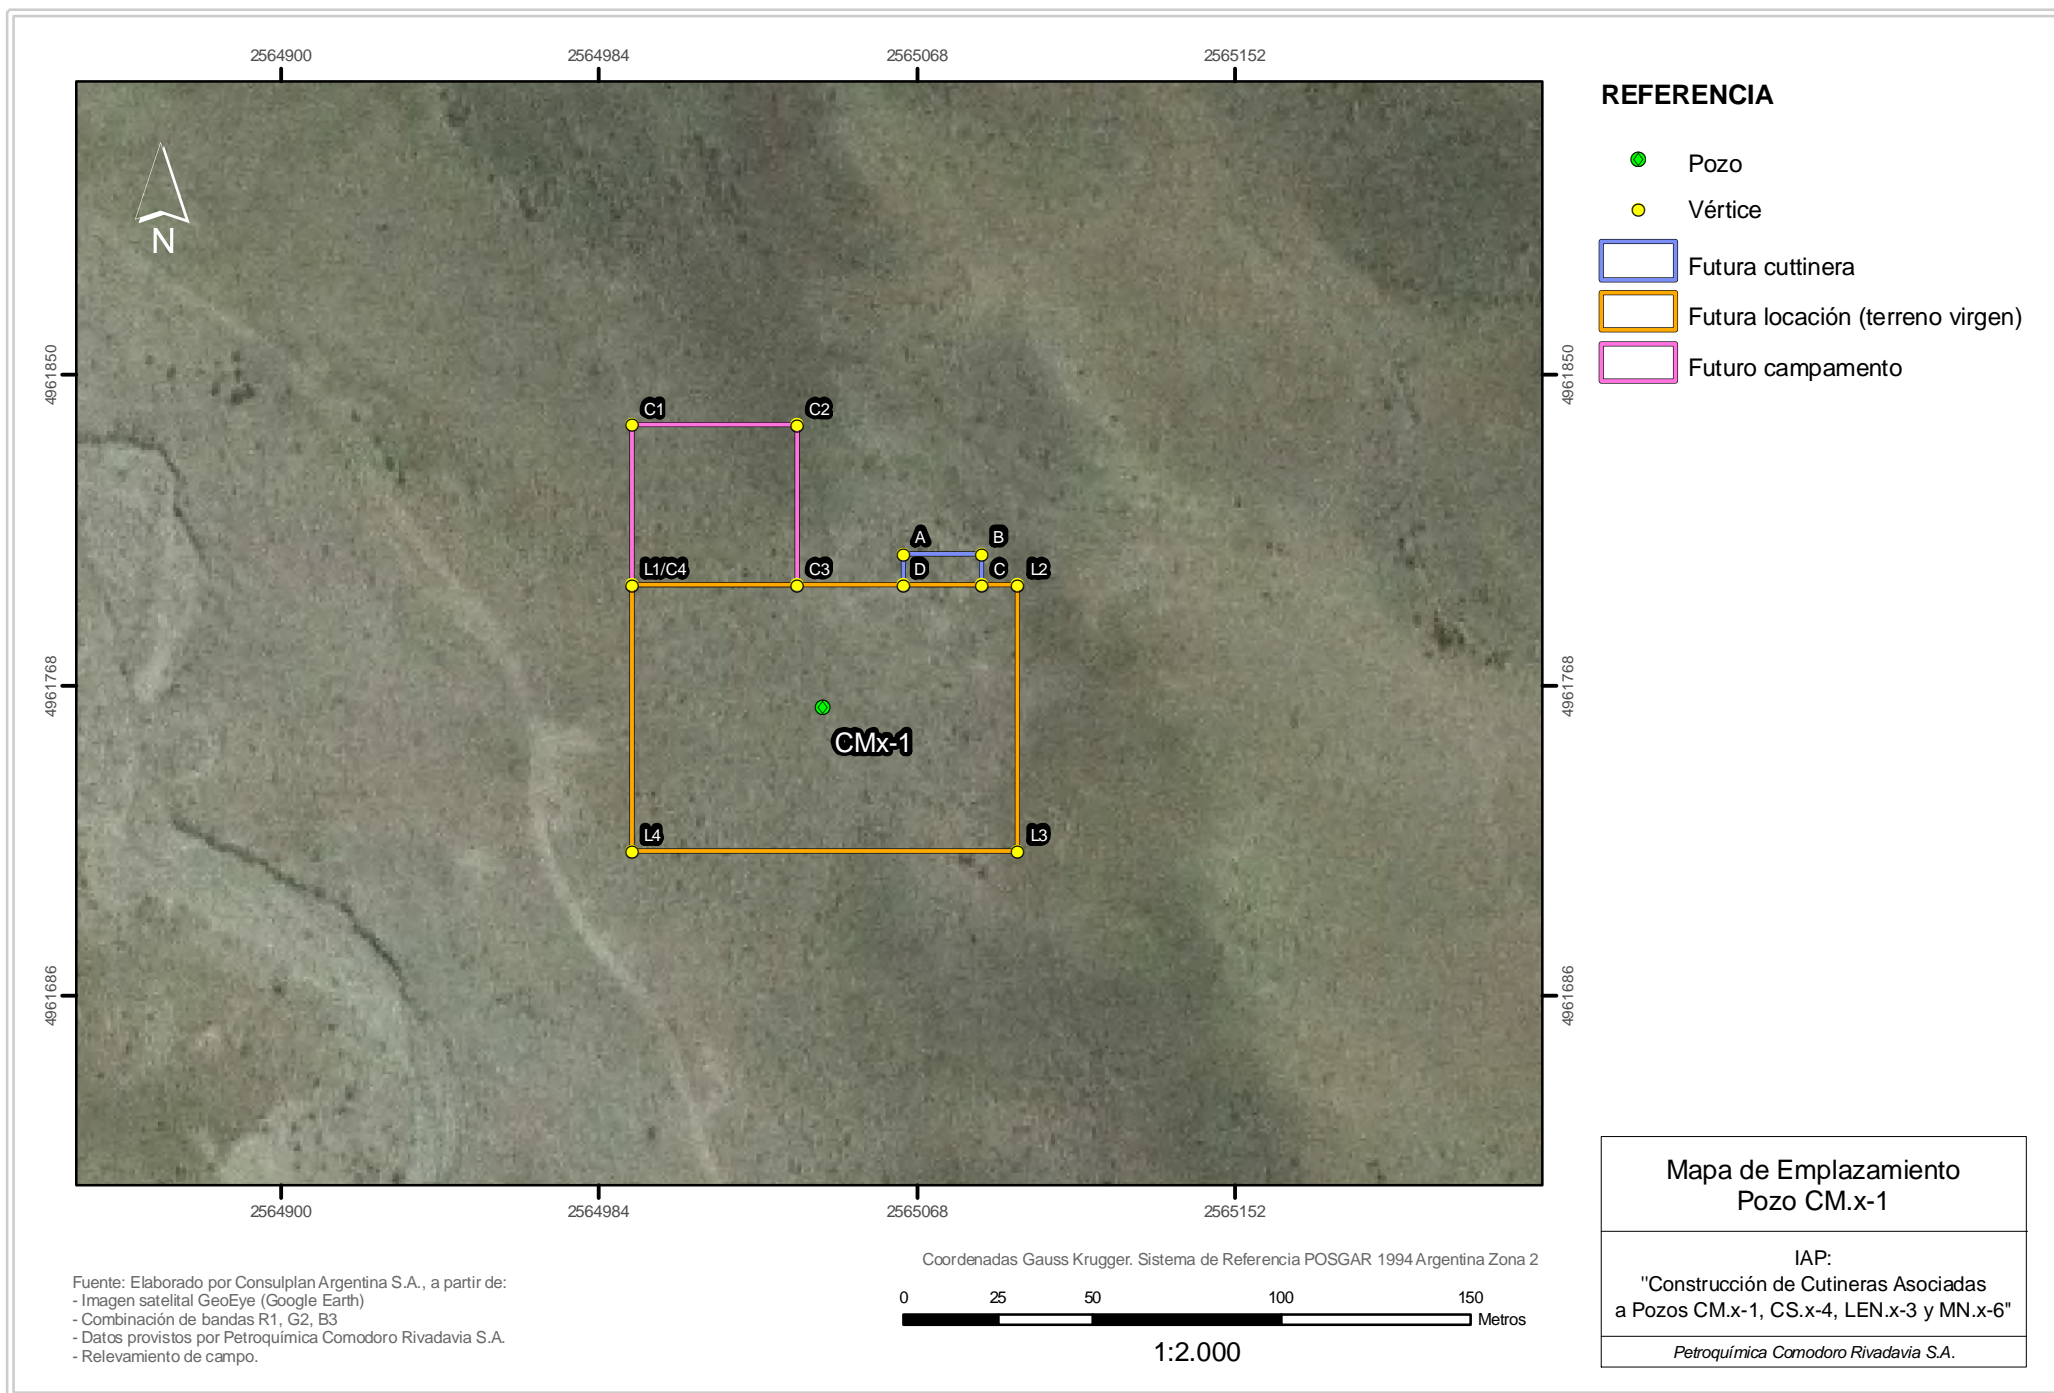 2564900
2564984
2565068
2565152
REFERENCIA
Pozo
Vértice
Futura cuttinera
Futura locación (terreno virgen)
Futuro campamento
N
4961850
4961850
C1
C2
A
B
L1/C4
C3
D
C
L2
4961768
4961768
CMx-1
L4
L3
4961686
4961686
2564900
2564984
2565068
2565152
Coordenadas Gauss Krugger. Sistema de Referencia POSGAR 1994 Argentina Zona 2
0
25
50
100
150
Metros
1:2.000
Fuente: Elaborado por Consulplan Argentina S.A., a partir de:
- Imagen satelital GeoEye (Google Earth)
- Combinación de bandas R1, G2, B3
- Datos provistos por Petroquímica Comodoro Rivadavia S.A.
- Relevamiento de campo.
Mapa de Emplazamiento
Pozo CM.x-1
IAP:
"Construcción de Cutineras Asociadas
a Pozos CM.x-1, CS.x-4, LEN.x-3 y MN.x-6"
Petroquímica Comodoro Rivadavia S.A.